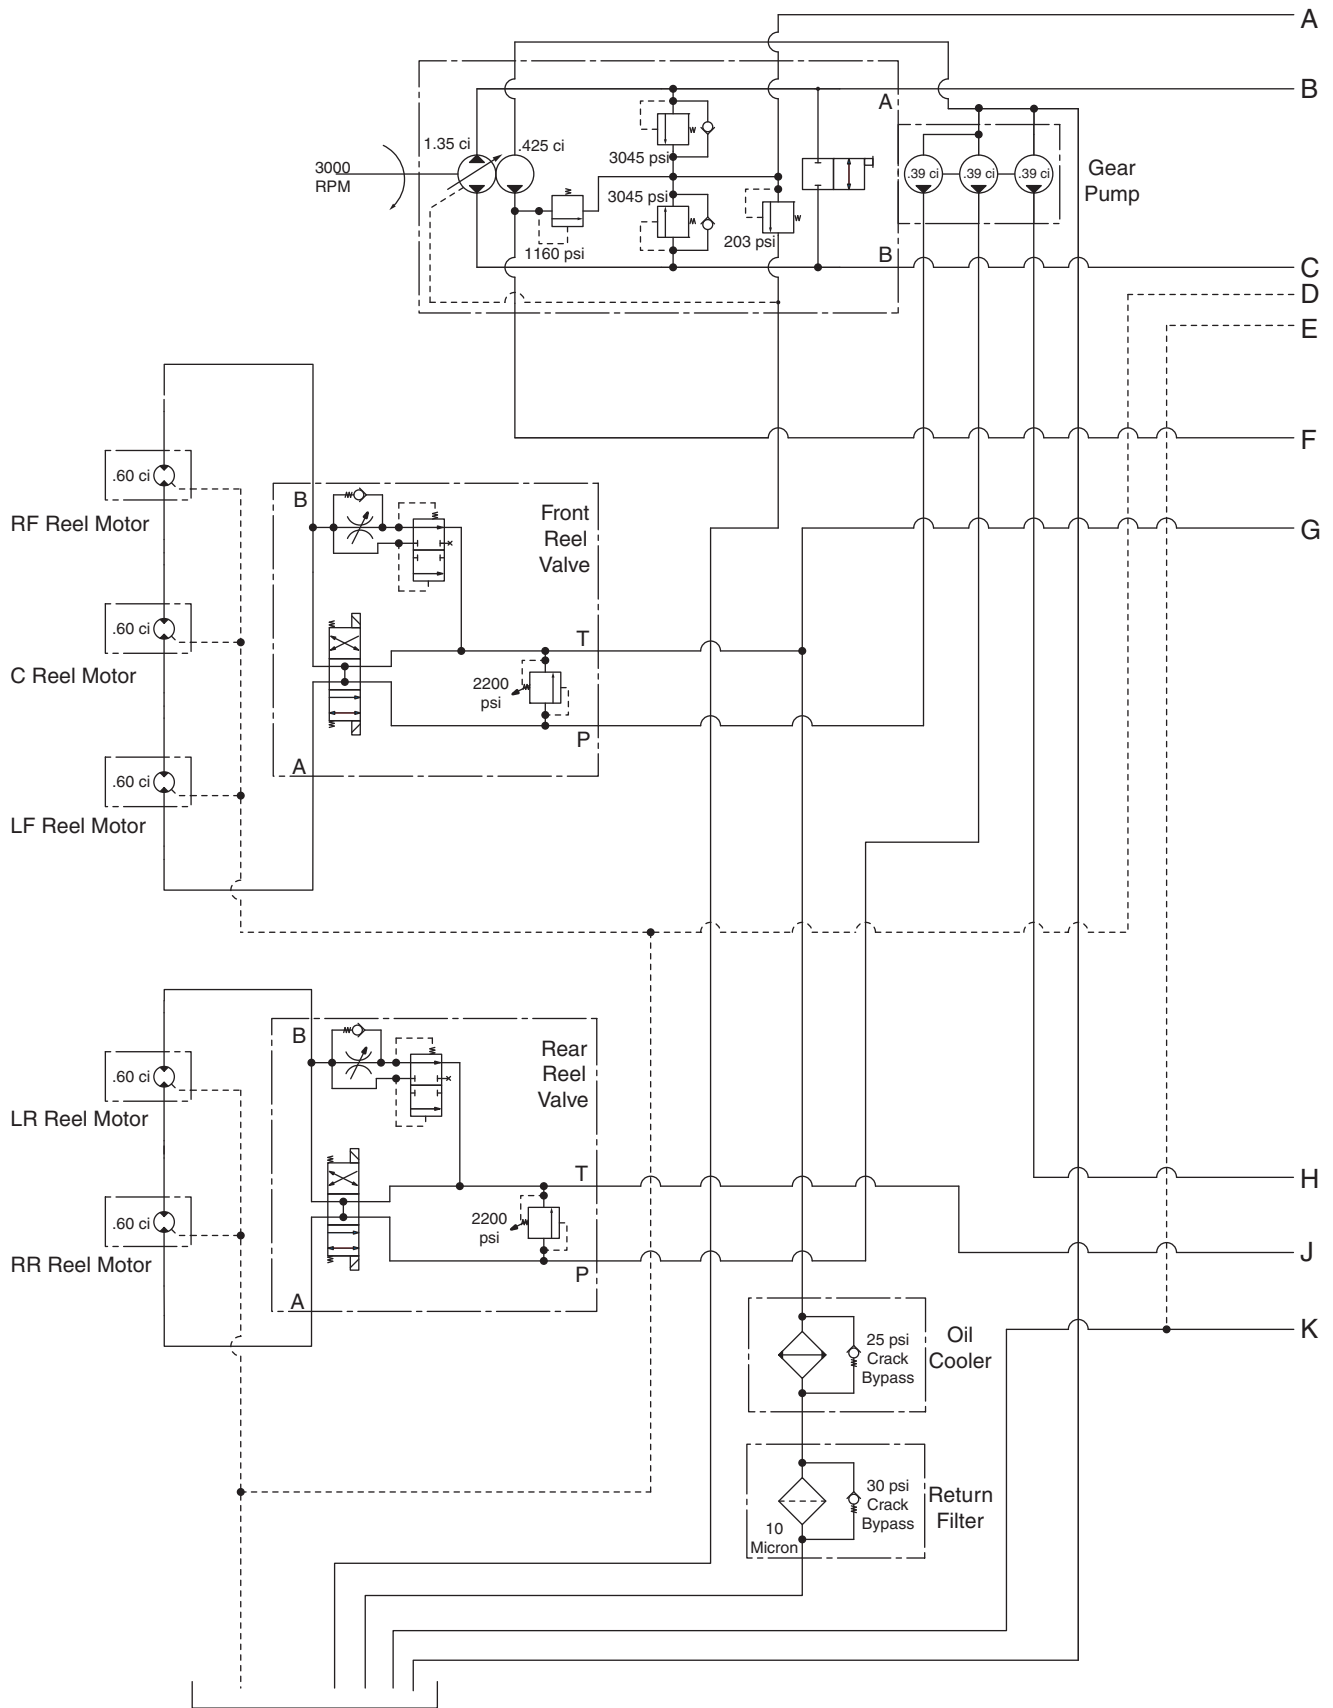 A
B
A
1.35 ci
.425 ci
3045 psi
3000
RPM
Gear
Pump
.39 ci
.39 ci
.39 ci
3045 psi
203 psi
1160 psi
B
C
D
E
F
.60 ci
RF Reel Motor
B
Front
Reel
Valve
G
.60 ci
C Reel Motor
T
2200
psi
P
A
.60 ci
LF Reel Motor
B
Rear
Reel
Valve
.60 ci
LR Reel Motor
T
H
.60 ci
RR Reel Motor
2200
psi
J
P
A
25 psi
Crack
Bypass
Oil
Cooler
K
30 psi
Crack
Bypass
Return
Filter
10
Micron